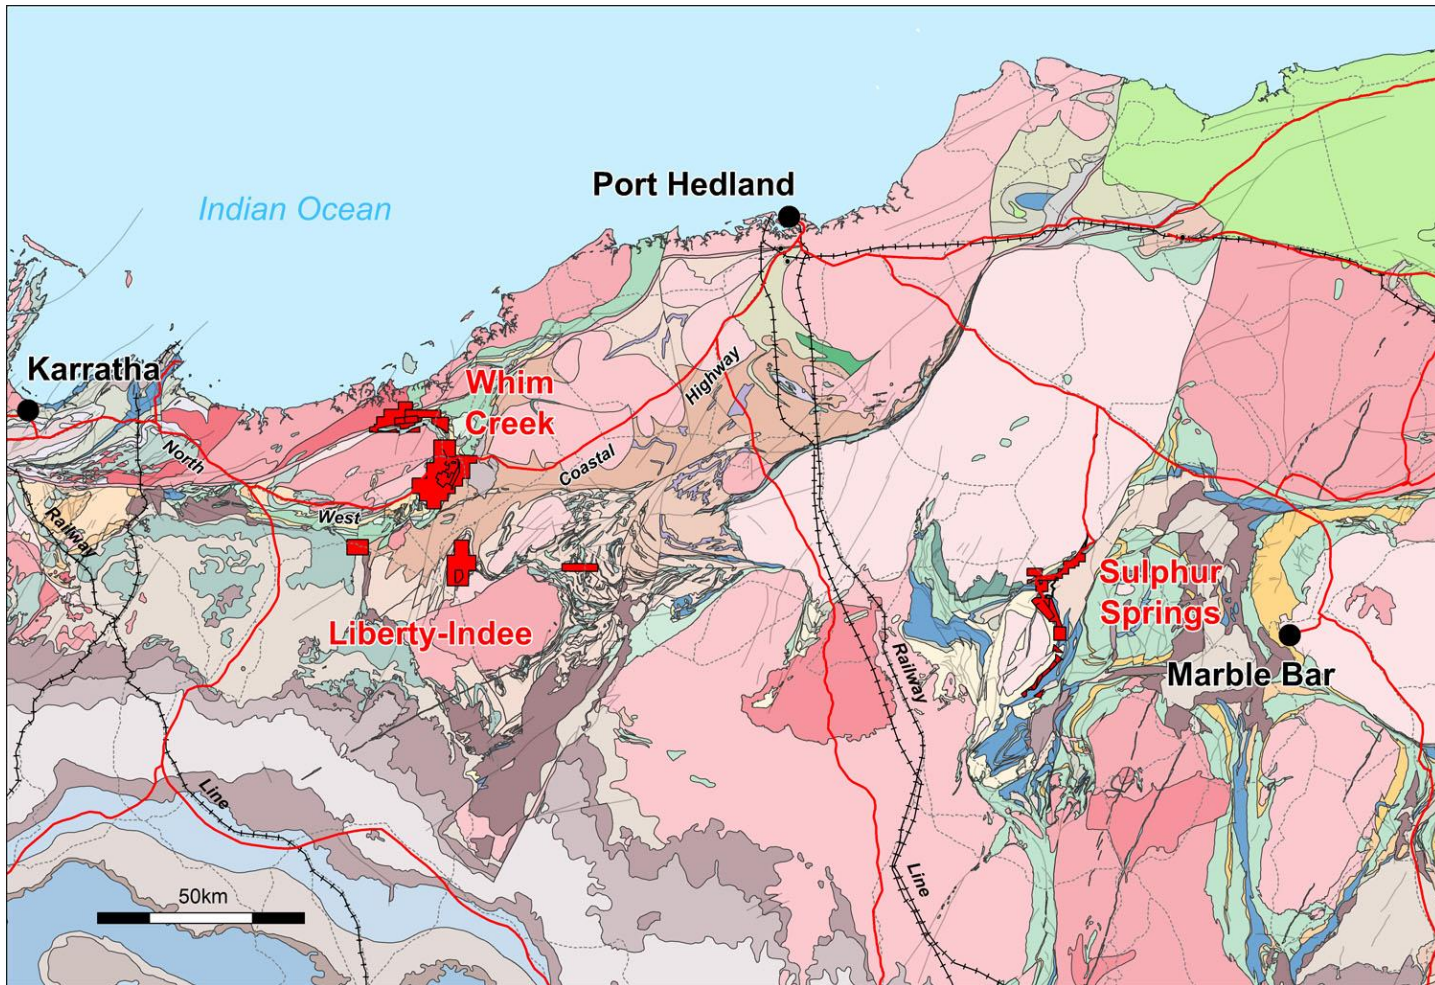 Port Hedland
Indian Ocean
Karratha
Whim
Creek
Highway
Coastal
North
West
Railway
Sulphur
Springs
Liberty-Indee
Marble Bar
Railway
Line
Line
50km